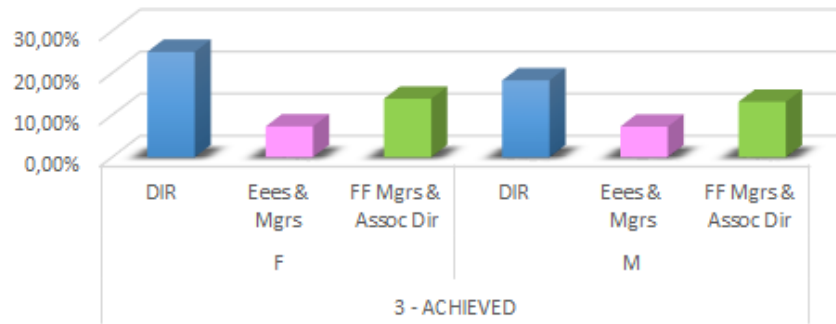 30,00%
20,00%
10,00%
0,00%
DIR
Eees &
Mgrs
FF Mgrs &
Assoc Dir
DIR
Eees &
Mgrs
FF Mgrs &
Assoc Dir
F
M
3 - ACHIEVED